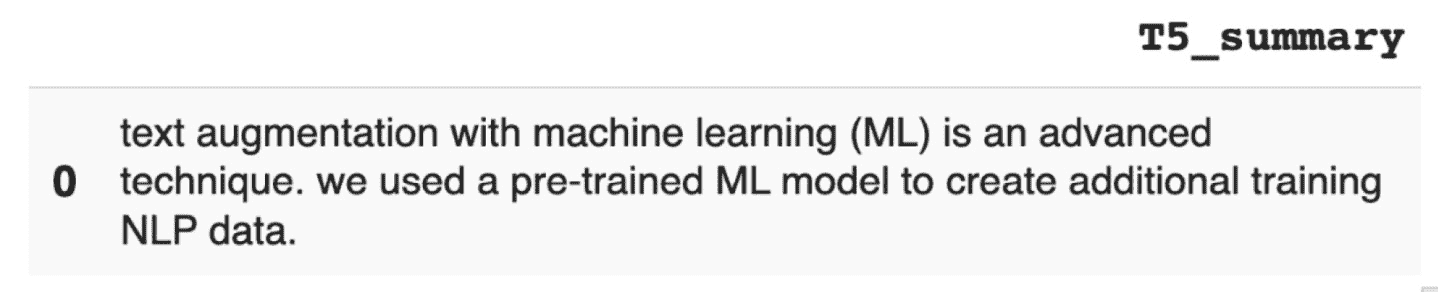 T5_summary
text augmentation with machine learning (ML) is an advanced
0 technique. we used a pre-trained ML model to create additional training
NLP data.